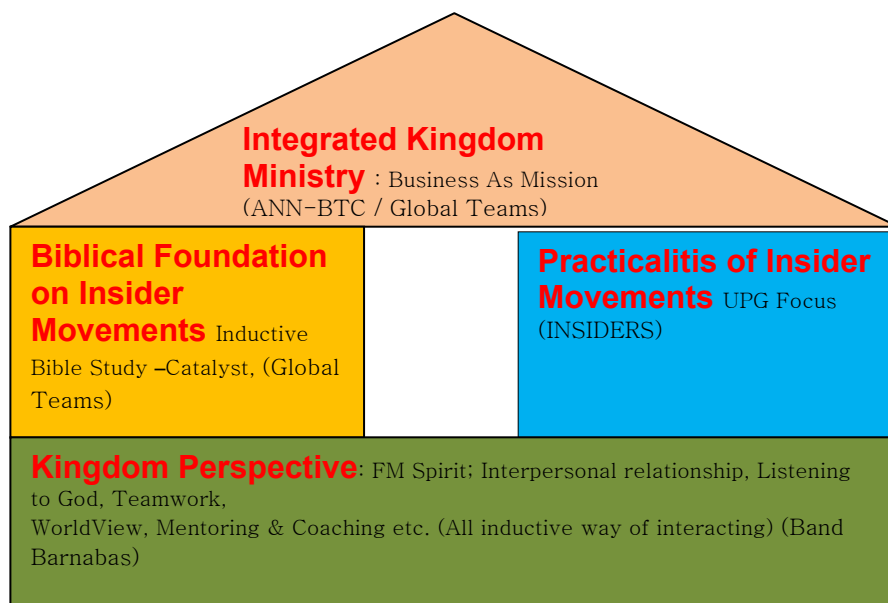 Integrated Kingdom
Ministry : Business As Mission
(ANN-BTC / Global Teams)
Biblical Foundation
on Insider
Movements Inductive
Bible Study –Catalyst, (Global
Teams)
Practicalitis of Insider
Movements UPG Focus
(INSIDERS)
Kingdom Perspective: FM Spirit; Interpersonal relationship, Listening
to God, Teamwork,
WorldView, Mentoring & Coaching etc. (All inductive way of interacting) (Band
Barnabas)